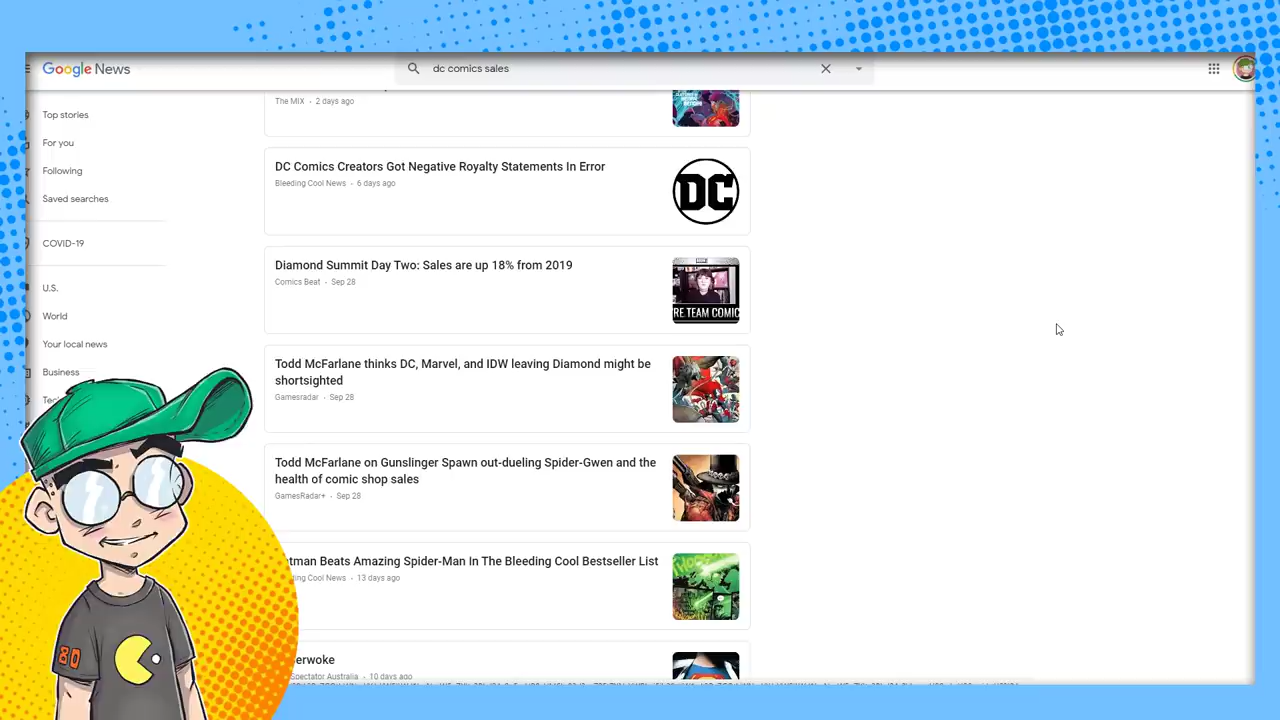 Google News
dc comics sales
Top stories
For you
Following
Saved searches
COVID-19
U.S.
World
Your local news
Business
The MIX • 2 days ago
DC Comics Creators Got Negative Royalty Statements In Error
Bleeding Cool News • 6 days ago
DC
Diamond Summit Day Two: Sales are up 18% from 2019
Comics Beat • Sep 28
RE TEAM COMIC
Todd McFarlane thinks DC, Marvel, and IDW leaving Diamond might be
shortsighted
Gamesradar • Sep 28
Todd McFarlane on Gunslinger Spawn out-dueling Spider-Gwen and the
health of comic shop sales
GamesRadar+ • Sep 28
tman Beats Amazing Spider-Man In The Bleeding Cool Bestseller List
ding Cool News • 13 days ago
erwoke
Spectator Australia • 10 days ago
80